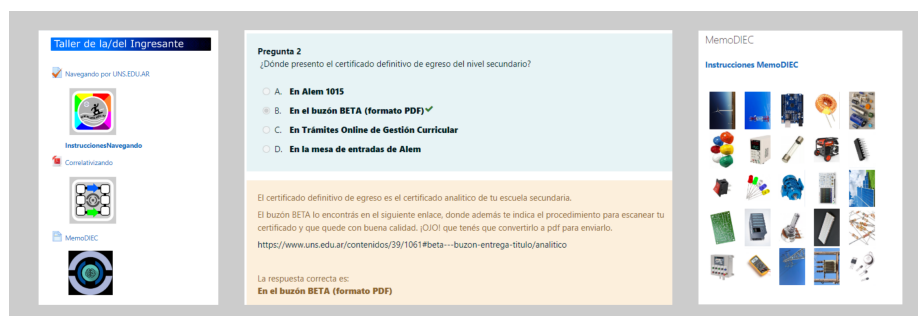 Taller de la/del Ingresante
Navegando por UNS.EDU.AR
InstruccionesNavegando
Correlativizando
MemoDIEC
Pregunta 2
¿Dónde presento el certificado definitivo de egreso del nivel secundario?
A. En Alem 1015
B. En el buzón BETA (formato PDF)
C. En Trámites Online de Gestión Curricular
D. En la mesa de entradas de Alem
El certificado definitivo de egreso es el certificado analítico de tu escuela secundaria.
El buzón BETA lo encontrás en el siguiente enlace, donde además te indica el procedimiento para escanear tu
certificado y que quede con buena calidad. ¡OJO! que tenés que convertirlo a pdf para enviarlo.
https://www.uns.edu.ar/contenidos/39/1061#beta---buzon-entrega-titulo/analitico
La respuesta correcta es:
En el buzón BETA (formato PDF)
MemoDIEC
Instrucciones MemoDIEC